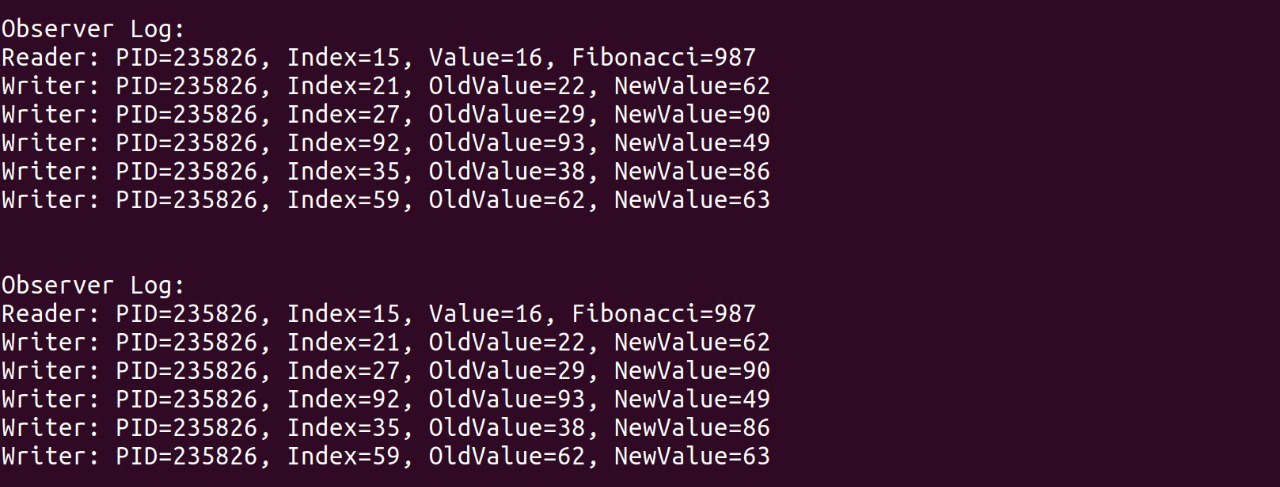 Observer Log:
Reader: PID=235826, Index=15, Value=16, Fibonacci=987
Writer: PID=235826, Index=21, OldValue=22, NewValue=62
Writer: PID=235826, Index=27, OldValue=29, NewValue=90
Writer: PID=235826, Index=92, OldValue=93, NewValue=49
Writer: PID=235826, Index=35, OldValue=38, NewValue=86
Writer: PID=235826, Index=59, OldValue=62, NewValue=63
Observer Log:
Reader: PID=235826, Index=15, Value=16, Fibonacci=987
Writer: PID=235826, Index=21, OldValue=22, NewValue=62
Writer: PID=235826, Index=27, OldValue=29, NewValue=90
Writer: PID=235826, Index=92, OldValue=93, NewValue=49
Writer: PID=235826, Index=35, OldValue=38, NewValue=86
Writer: PID=235826, Index=59, OldValue=62, NewValue=63